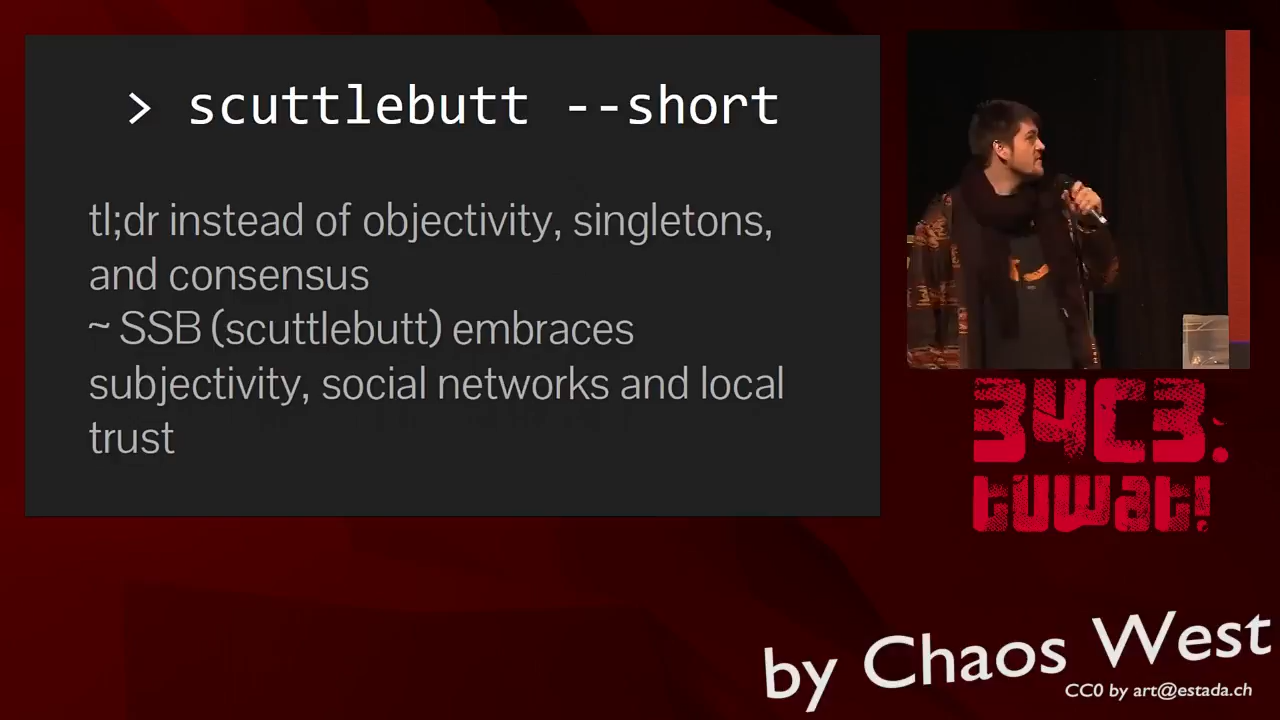 > scuttlebutt --short
tl;dr instead of objectivity, singletons,
and consensus
~ SSB (scuttlebutt) embraces
subjectivity, social networks and local
trust
34C3:
tuwat!
by Chaos West
CC0 by art@estada.ch